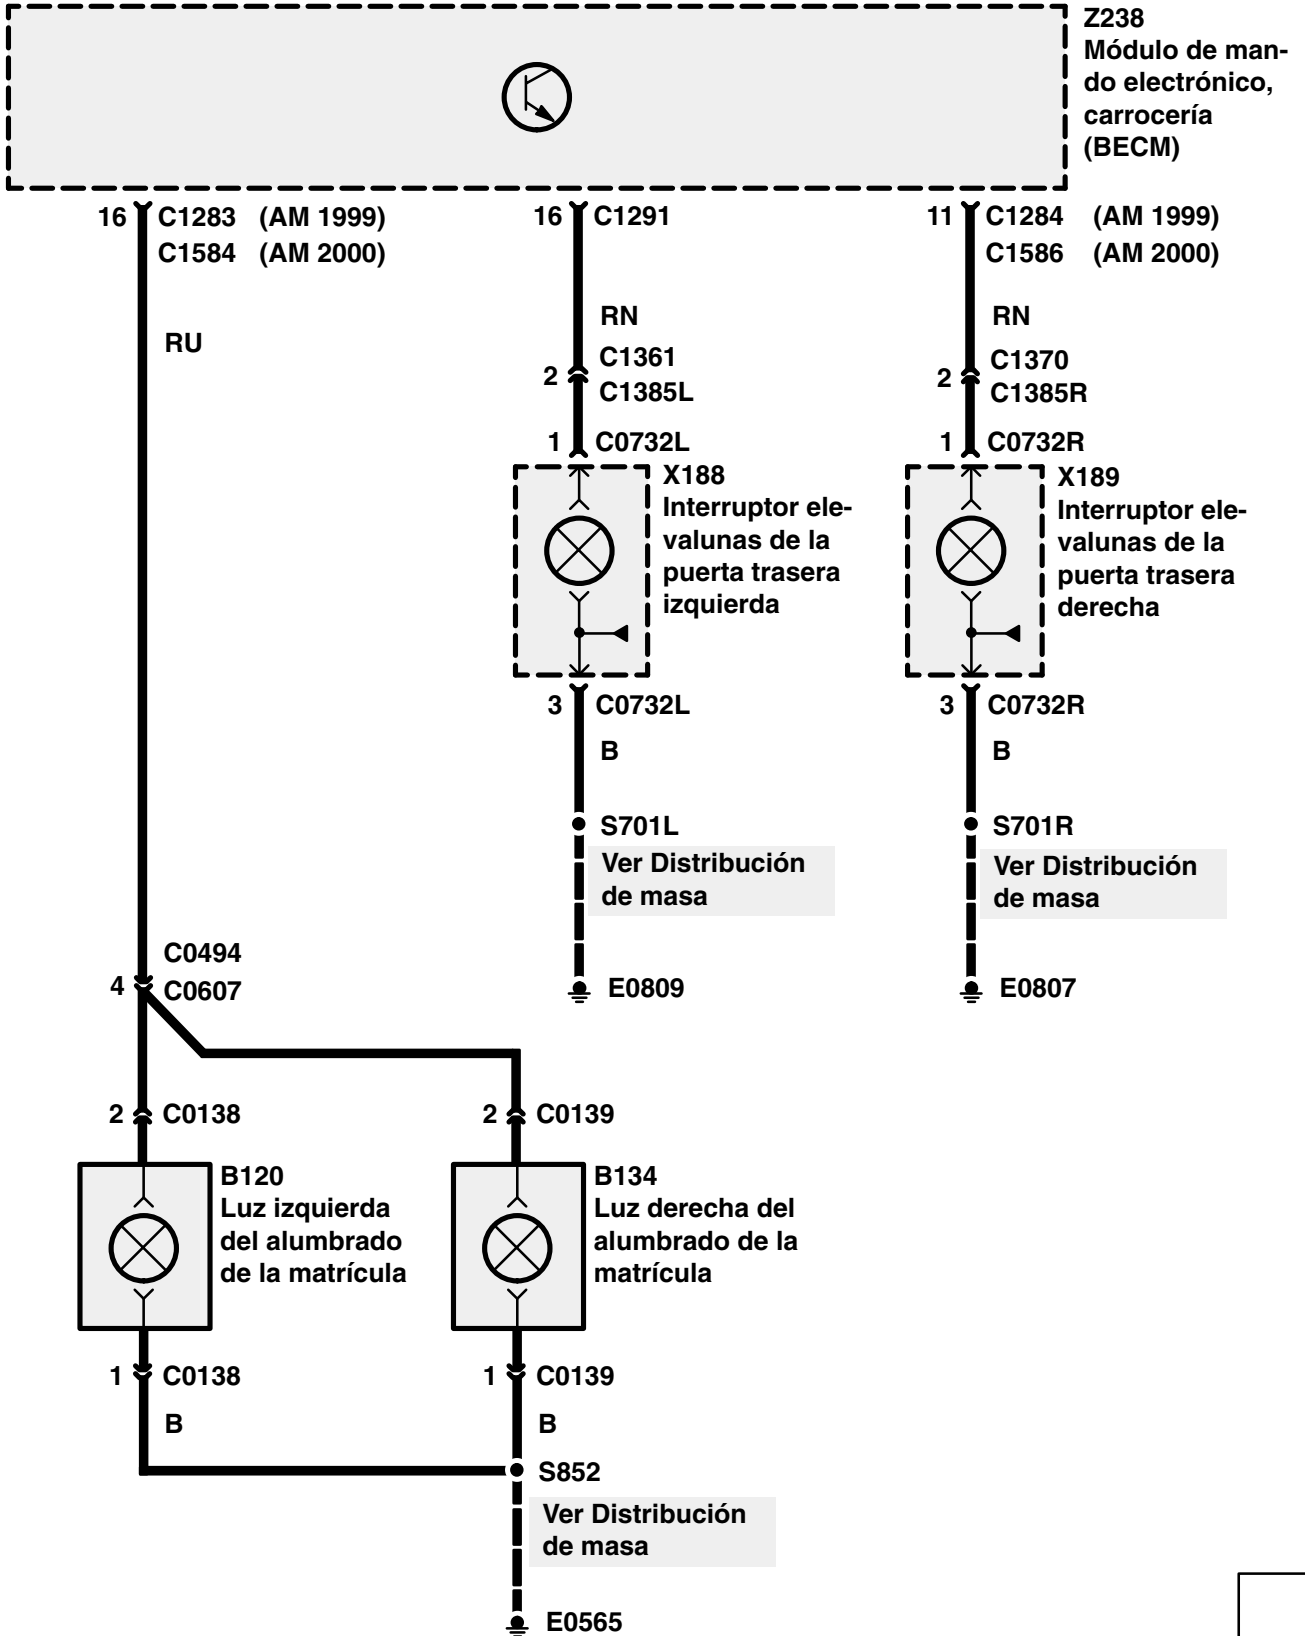 Z238
Módulo de man-
do electrónico,
carrocería
(BECM)
16 C1283 (AM 1999)
C1584 (AM 2000)
16 C1291
11 C1284 (AM 1999)
C1586 (AM 2000)
RU
RN
RN
2 C1361
C1385L
2 C1370
C1385R
1 C0732L
1 C0732R
X188
Interruptor ele-
valunas de la
puerta trasera
izquierda
X189
Interruptor ele-
valunas de la
puerta trasera
derecha
3 C0732L
3 C0732R
B
B
S701L
S701R
Ver Distribución
de masa
Ver Distribución
de masa
C0494
4 C0607
E0809
E0807
2 C0138
2 C0139
B120
Luz izquierda
del alumbrado
de la matrícula
B134
Luz derecha del
alumbrado de la
matrícula
1 C0138
1 C0139
B
B
S852
Ver Distribución
de masa
E0565